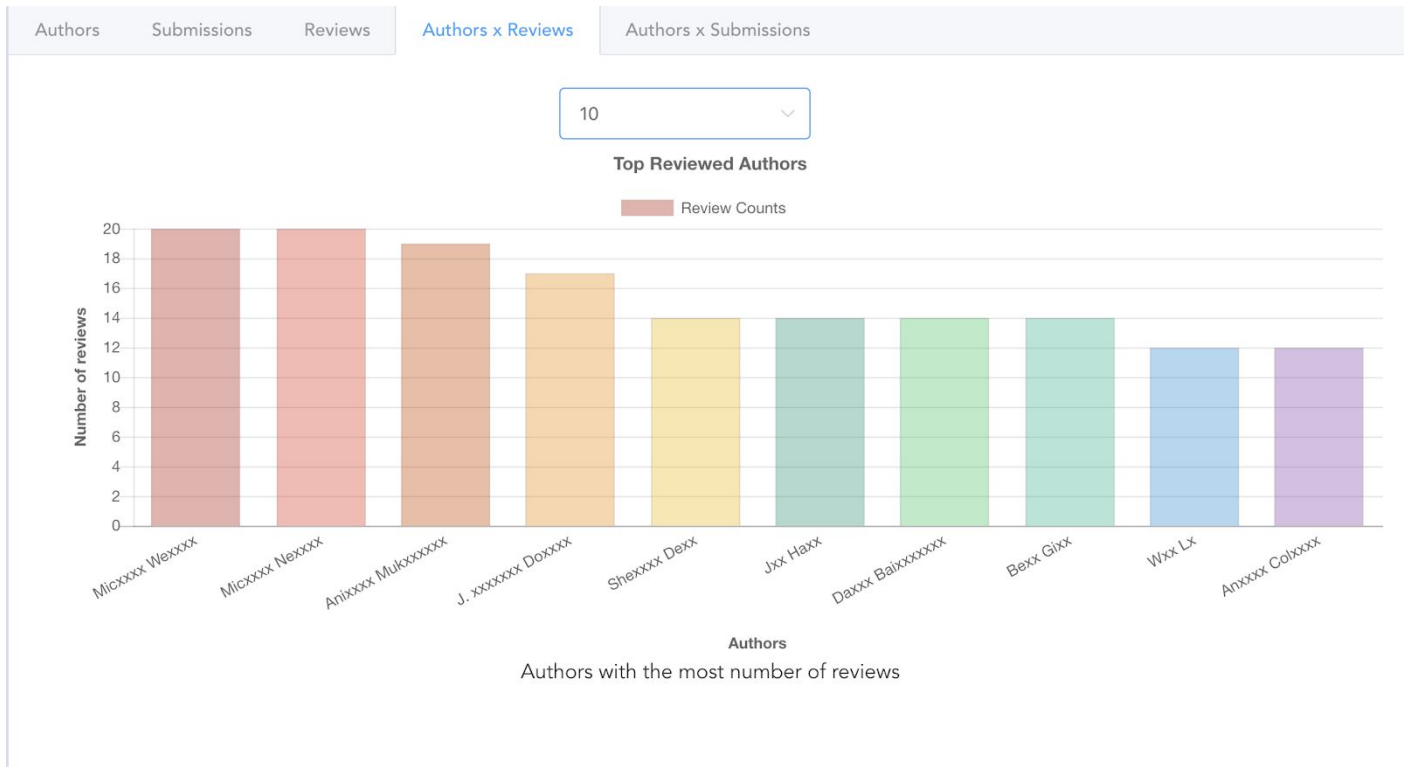 Authors Submissions Reviews Authors x Reviews Authors x Submissions
10
Top Reviewed Authors
Review Counts
20
18
16
14
12
10
8
6
4
2
0
Number of reviews
Micxxxx Wexxxx
Micxxxx Nexxxx
Anixxxx Mukxxxxxx
J. xxxxxxx Doxxxx
Shexxxx Dexx
Jxx Haxx
Daxxx Baixxxxxxx
Bexx Gixx
Wxx Lx
Anxxxx Colxxxx
Authors
Authors with the most number of reviews